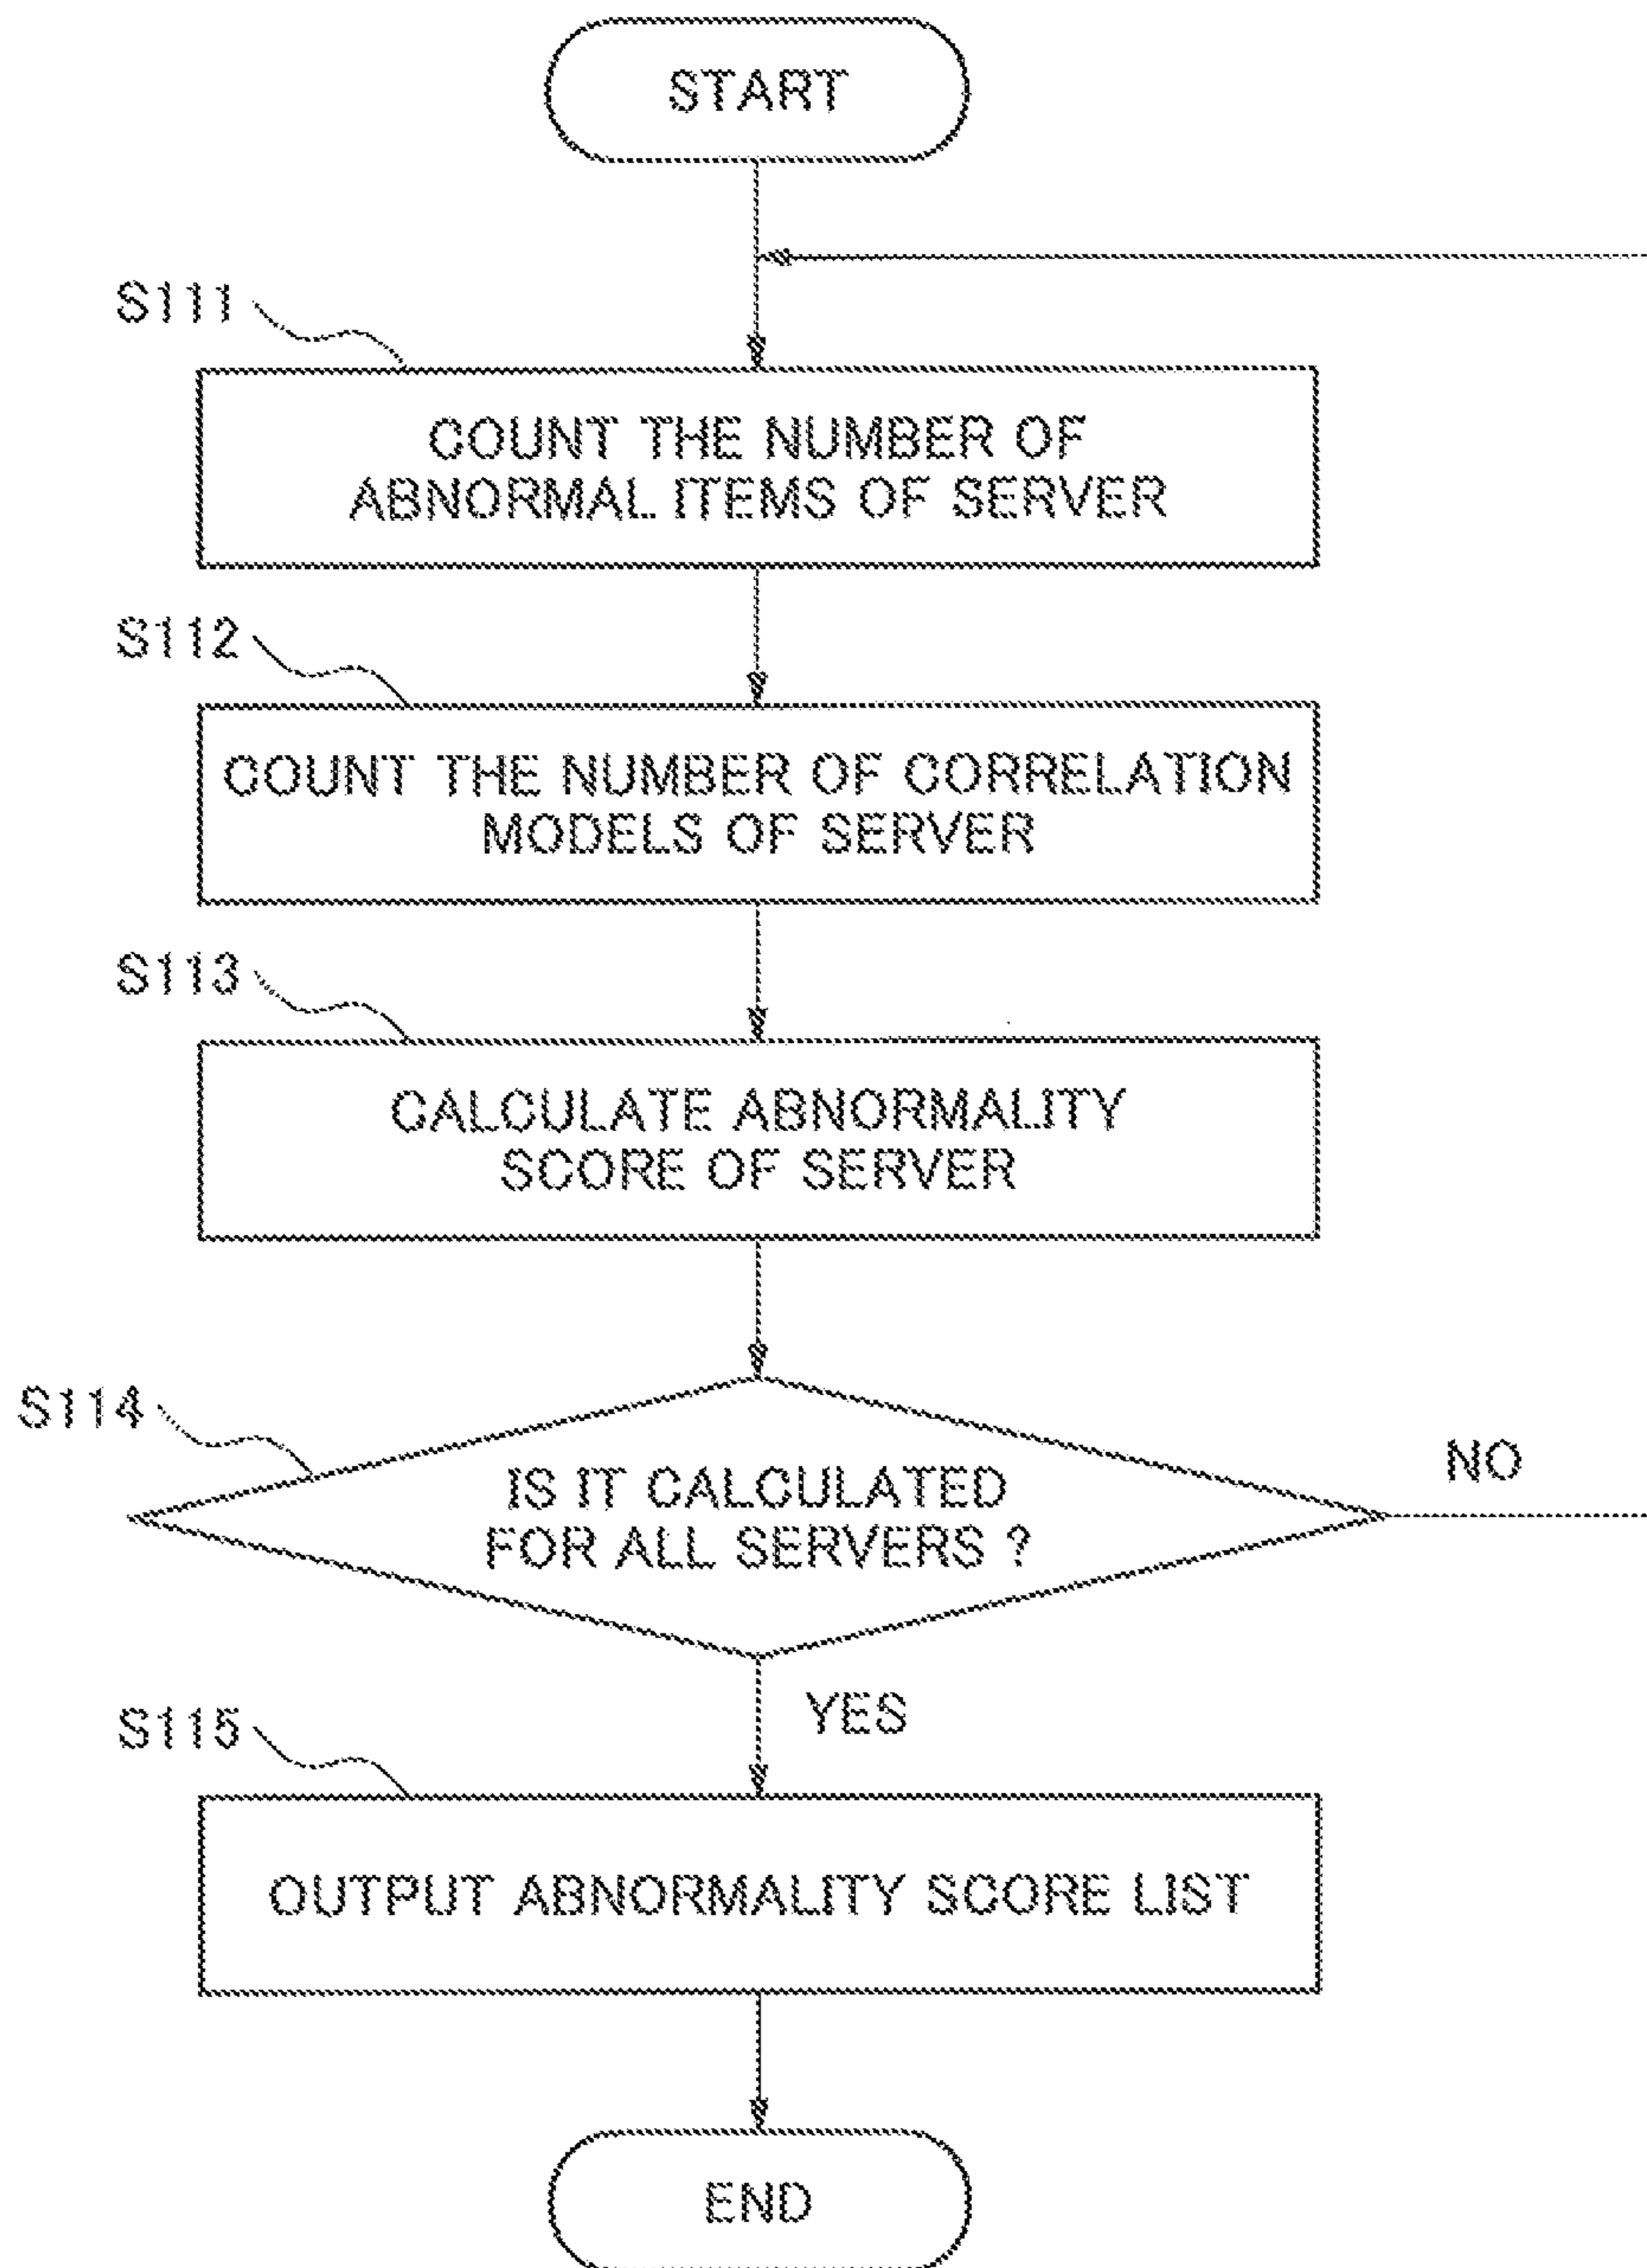 START
S111
COUNT THE NUMBER OF
ABNORMAL ITEMS OF SERVER
S112
COUNT THE NUMBER OF CORRELATION
MODELS OF SERVER
S113
CALCULATE ABNORMALITY
SCORE OF SERVER
S114
IS IT CALCULATED
FOR ALL SERVERS ?
NO
YES
S115
OUTPUT ABNORMALITY SCORE LIST
END